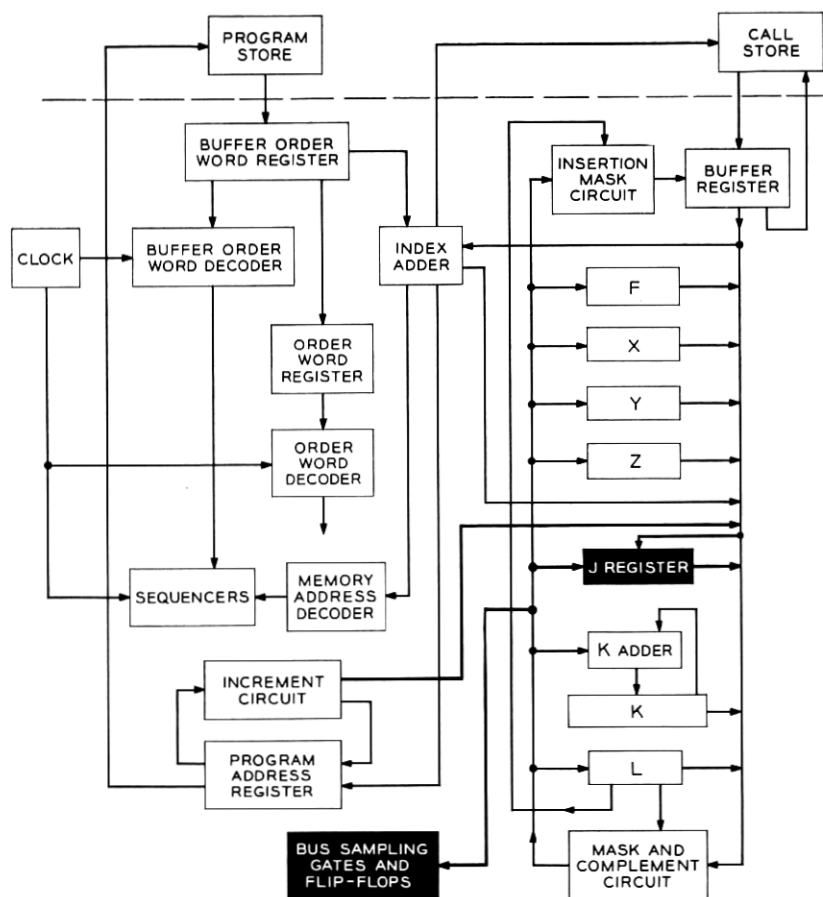 PROGRAM
STORE
CALL
STORE
BUFFER ORDER
WORD REGISTER
INSERTION
MASK
CIRCUIT
BUFFER
REGISTER
CLOCK
BUFFER ORDER
WORD DECODER
INDEX
ADDER
F
X
ORDER
WORD
REGISTER
Y
ORDER
WORD
DECODER
Z
J REGISTER
SEQUENCERS
MEMORY
ADDRESS
DECODER
K ADDER
INCREMENT
CIRCUIT
K
PROGRAM
ADDRESS
REGISTER
L
BUS SAMPLING
GATES AND
FLIP-FLOPS
MASK AND
COMPLEMENT
CIRCUIT